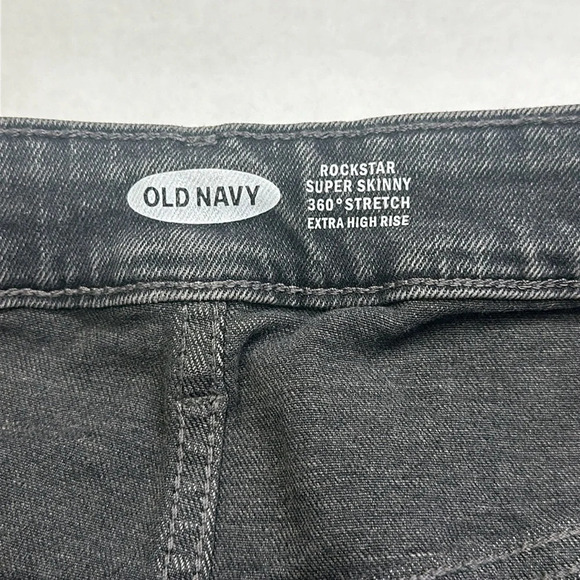 OLD NAVY
ROCKSTAR
SUPER SKINNY
360° STRETCH
EXTRA HIGH RISE